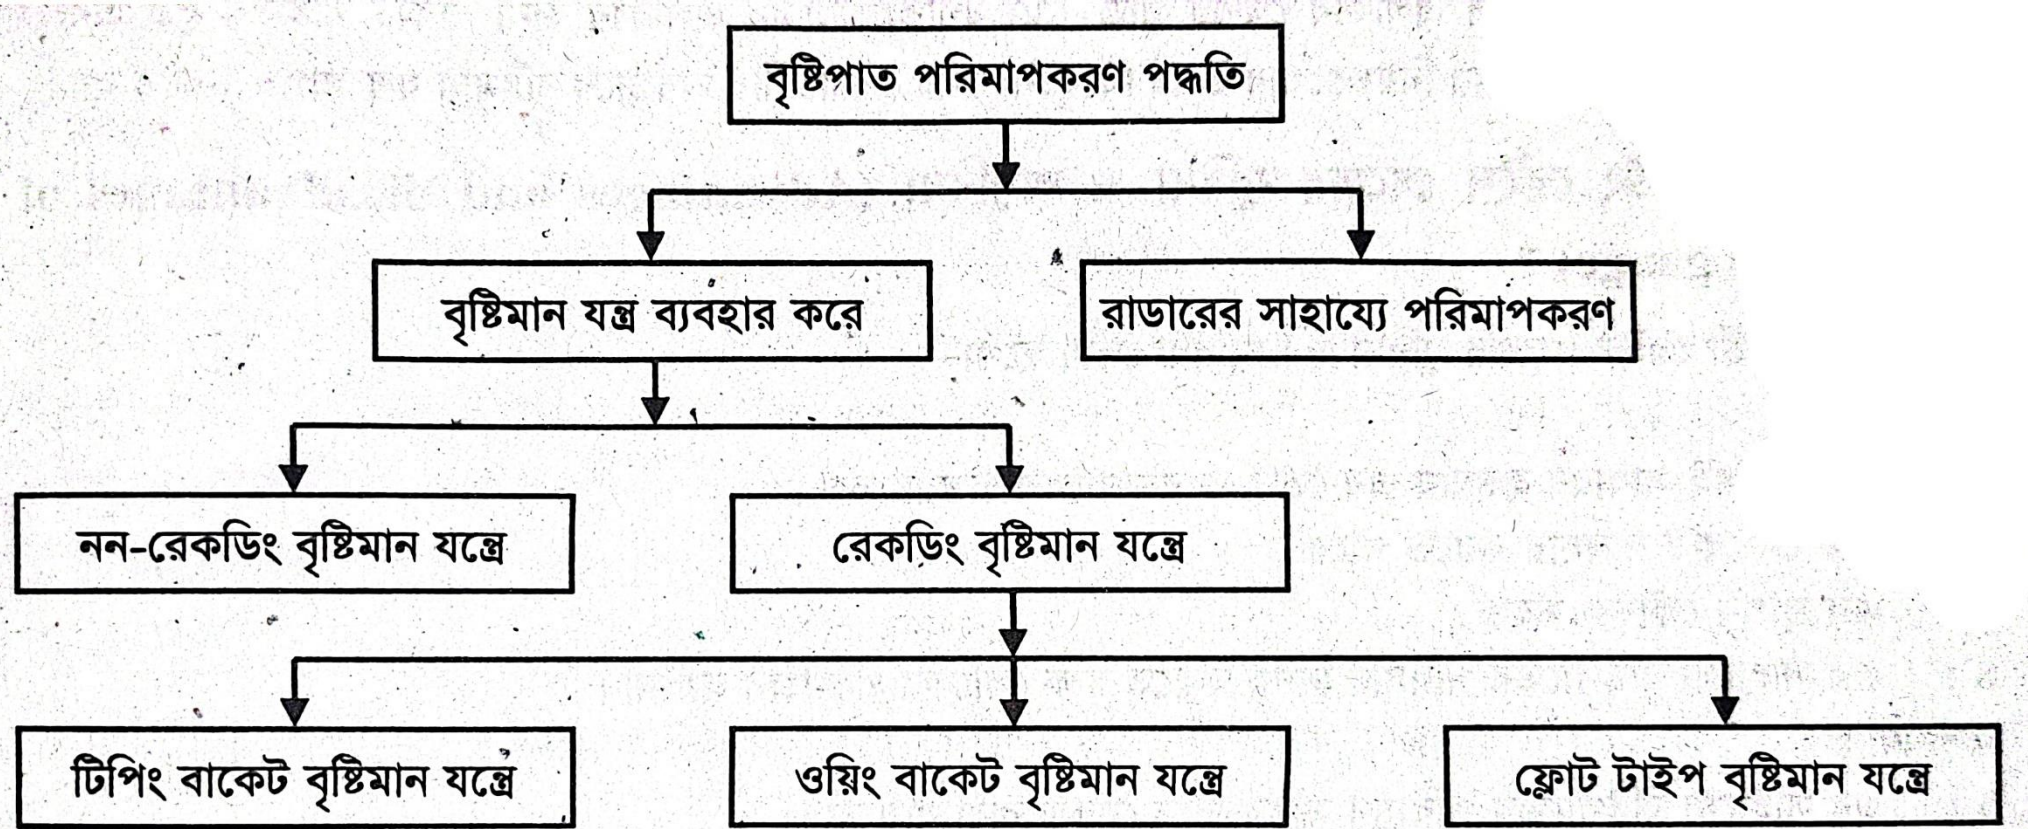 বৃষ্টিপাত পরিমাপকরণ পদ্ধতি
বৃষ্টিমান যন্ত্র ব্যবহার করে
রাডারের সাহায্যে পরিমাপকরণ
নন-রেকডিং বৃষ্টিমান যন্ত্রে
রেকডিং বৃষ্টিমান যন্ত্রে
টিপিং বাকেট বৃষ্টিমান যন্ত্রে
ওয়িং বাকেট বৃষ্টিমান যন্ত্রে
ফ্লোট টাইপ বৃষ্টিমান যন্ত্রে